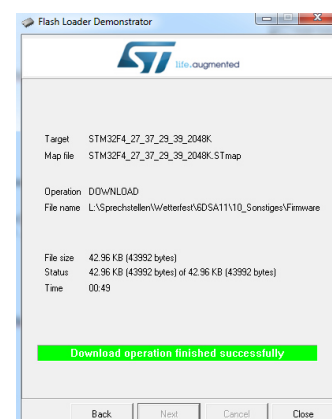 Flash Loader Demonstrator
ST life.augmented
Target STM32F4_27_37_29_39_2048K
Map file STM32F4_27_37_29_39_2048K.STmap
Operation DOWNLOAD
File name L:\Sprechstellen\Wetterfest\6DSA11\10_Sonstiges\Firmware
File size 42.96 KB (43992 bytes)
Status 42.96 KB (43992 bytes) of 42.96 KB (43992 bytes)
Time 00:49
Download operation finished successfully
Back Next Cancel Close